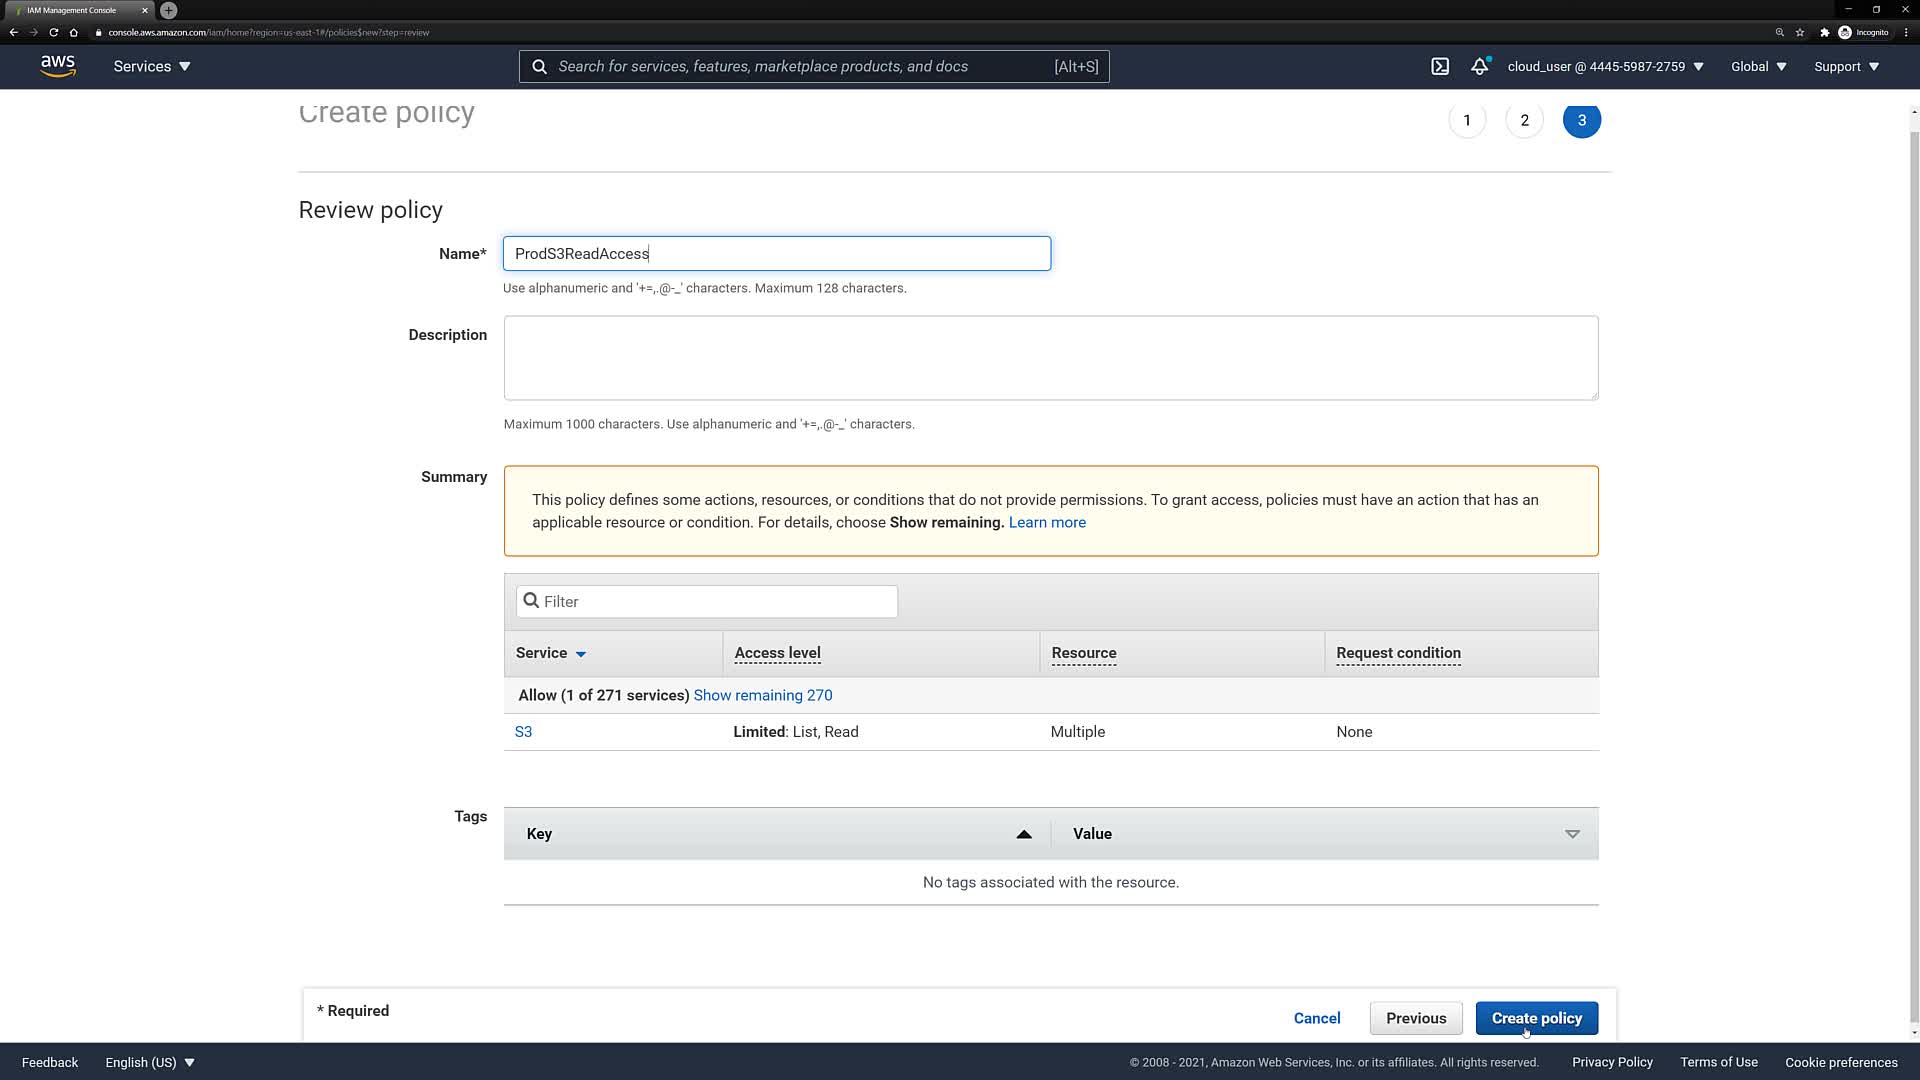 IAM Management Console
console.aws.amazon.com/iam/home?region=us-east-1#/policies$new?step=review
Incognito
aws
Services
Search for services, features, marketplace products, and docs
[Alt+S]
cloud_user @ 4445-5987-2759
Global
Support
Create policy
1
2
3
Review policy
Name*
ProdS3ReadAccess
Use alphanumeric and '+=,.@-_' characters. Maximum 128 characters.
Description
Maximum 1000 characters. Use alphanumeric and '+=,.@-_' characters.
Summary
This policy defines some actions, resources, or conditions that do not provide permissions. To grant access, policies must have an action that has an
applicable resource or condition. For details, choose Show remaining. Learn more
Filter
Service
Access level
Resource
Request condition
Allow (1 of 271 services) Show remaining 270
S3
Limited: List, Read
Multiple
None
Tags
Key
Value
No tags associated with the resource.
* Required
Cancel
Previous
Create policy
Feedback
English (US)
© 2008 - 2021, Amazon Web Services, Inc. or its affiliates. All rights reserved.
Privacy Policy
Terms of Use
Cookie preferences